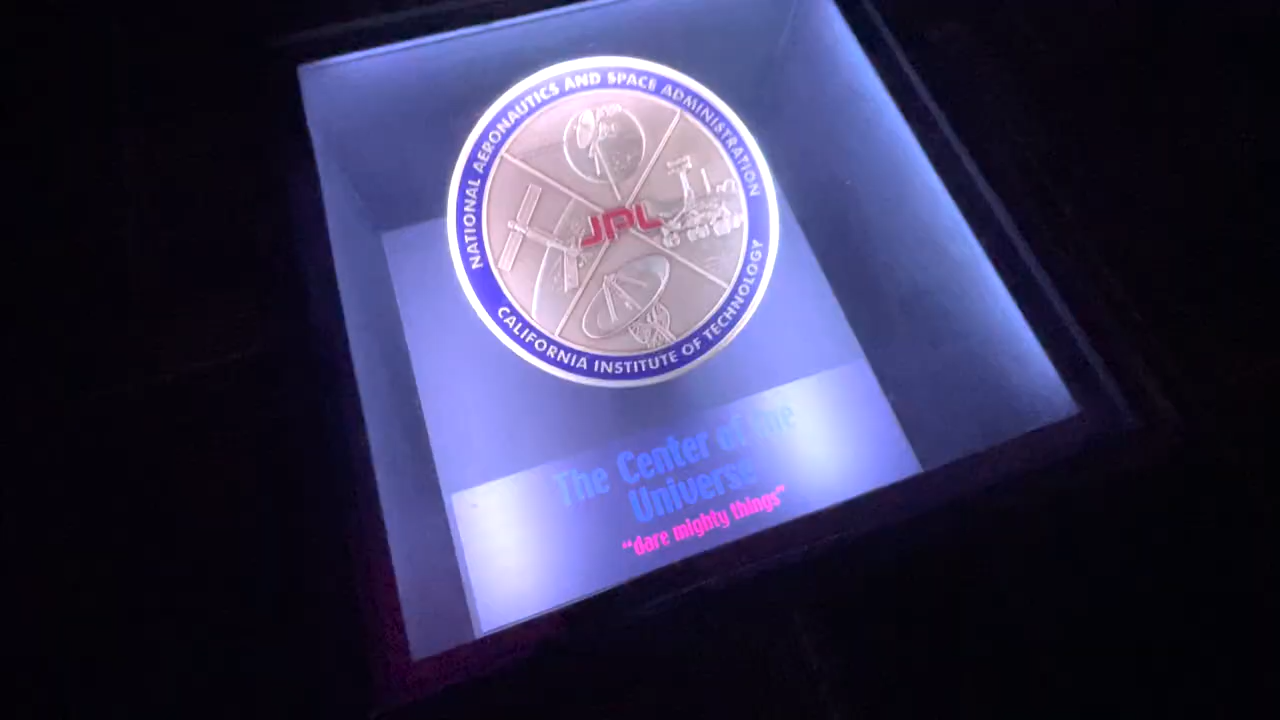 NATIONAL AERONAUTICS AND SPACE ADMINISTRATION
JPL
CALIFORNIA INSTITUTE OF TECHNOLOGY
The Center of the
Universe
"dare mighty things"